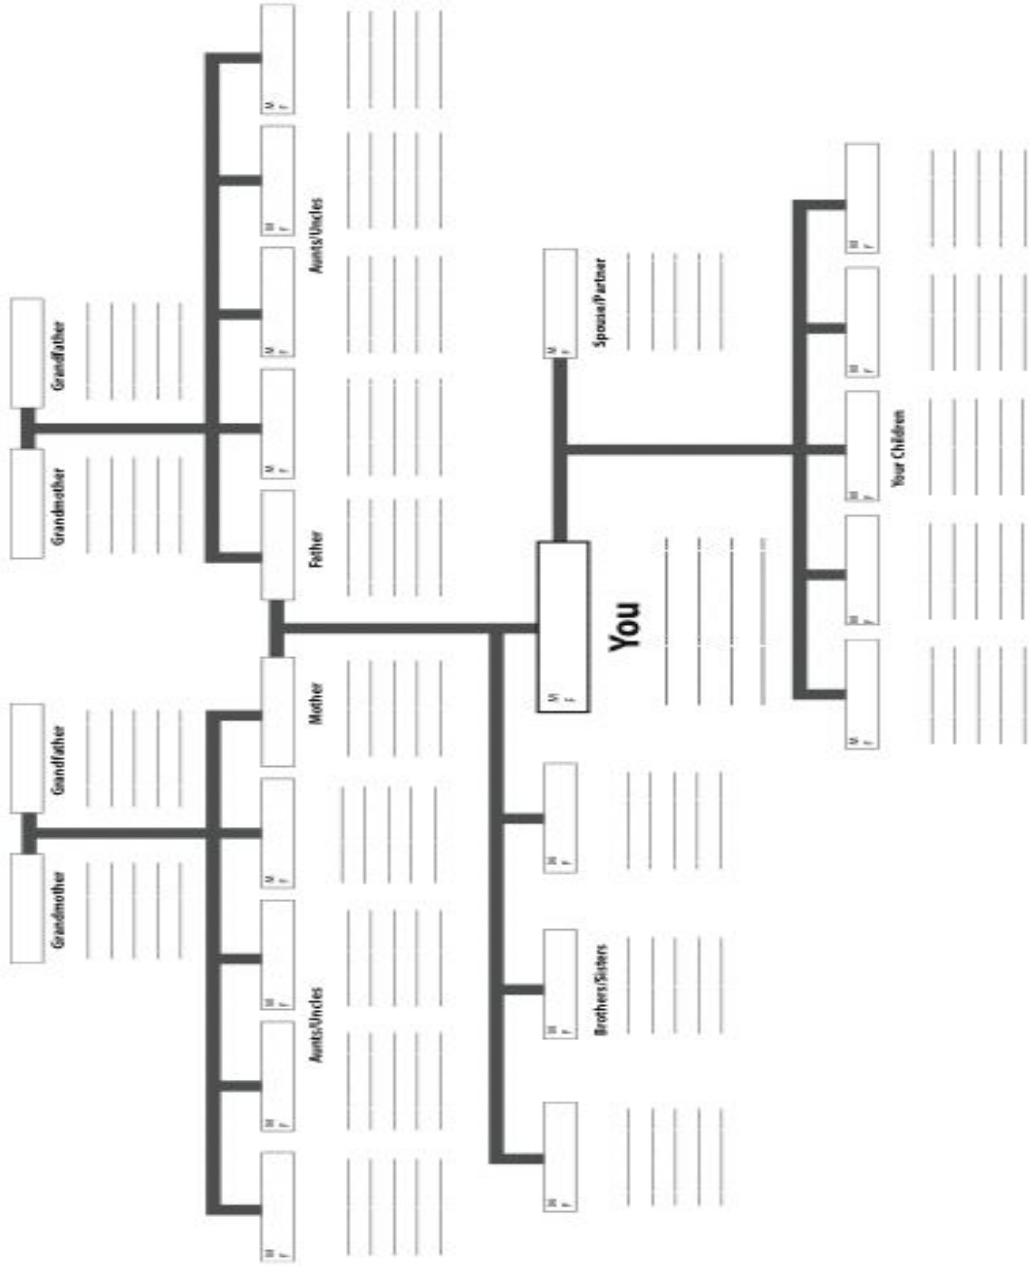 Grandmother
Grandfather
Grandmother
Grandfather
M
F
M
F
M
F
M
F
Mother
Father
M
F
M
F
M
F
M
F
Aunts/Uncles
Aunts/Uncles
M
F
M
F
M
F
Brothers/Sisters
M
F
You
M
F
Spouse/Partner
M
F
M
F
M
F
M
F
M
F
Your Children